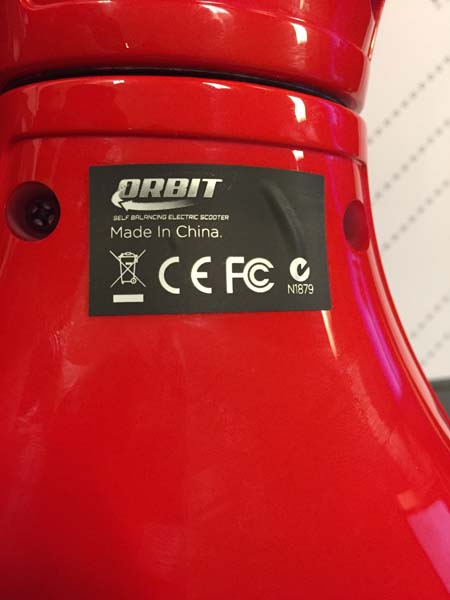 ORBIT
SELF BALANCING ELECTRIC SCOOTER
Made In China.
CE FC
N1879